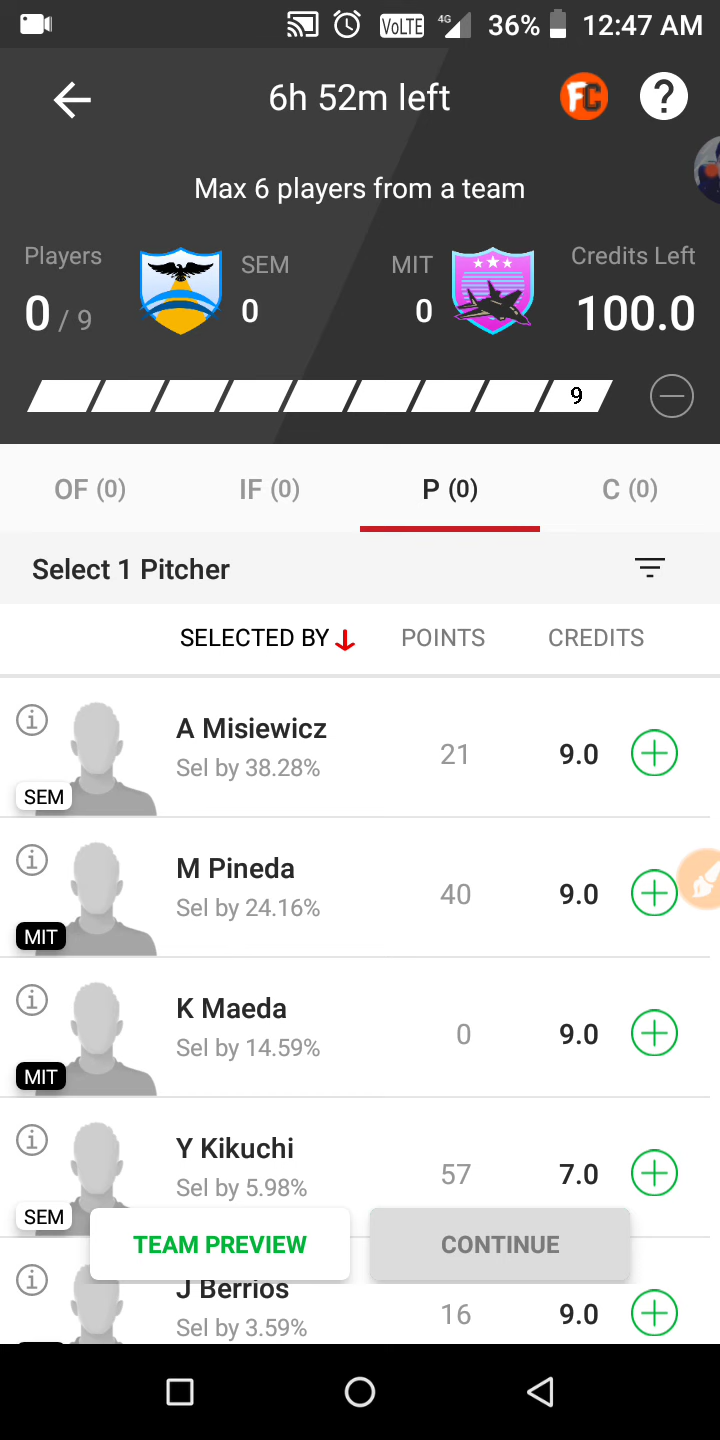 VoLTE 4G 36% 12:47 AM
6h 52m left FC ?
Max 6 players from a team
Players SEM MIT Credits Left
0 / 9 0 0 100.0
9
OF (0) IF (0) P (0) C (0)
Select 1 Pitcher
SELECTED BY POINTS CREDITS
A Misiewicz
Sel by 38.28% 21 9.0
SEM
M Pineda
Sel by 24.16% 40 9.0
MIT
K Maeda
Sel by 14.59% 0 9.0
MIT
Y Kikuchi
Sel by 5.98% 57 7.0
SEM
TEAM PREVIEW CONTINUE
J Berrios
Sel by 3.59% 16 9.0